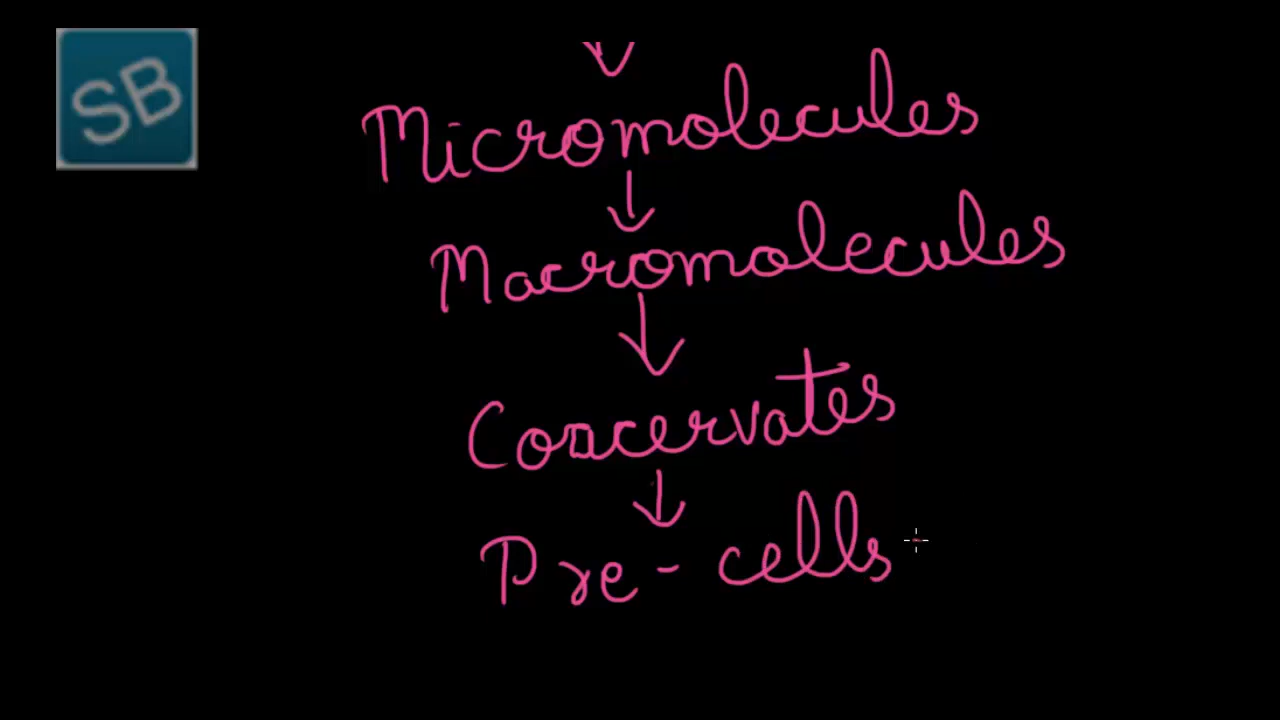 SB
Micromolecules
Macromolecules
Coacervates
Pre-cells